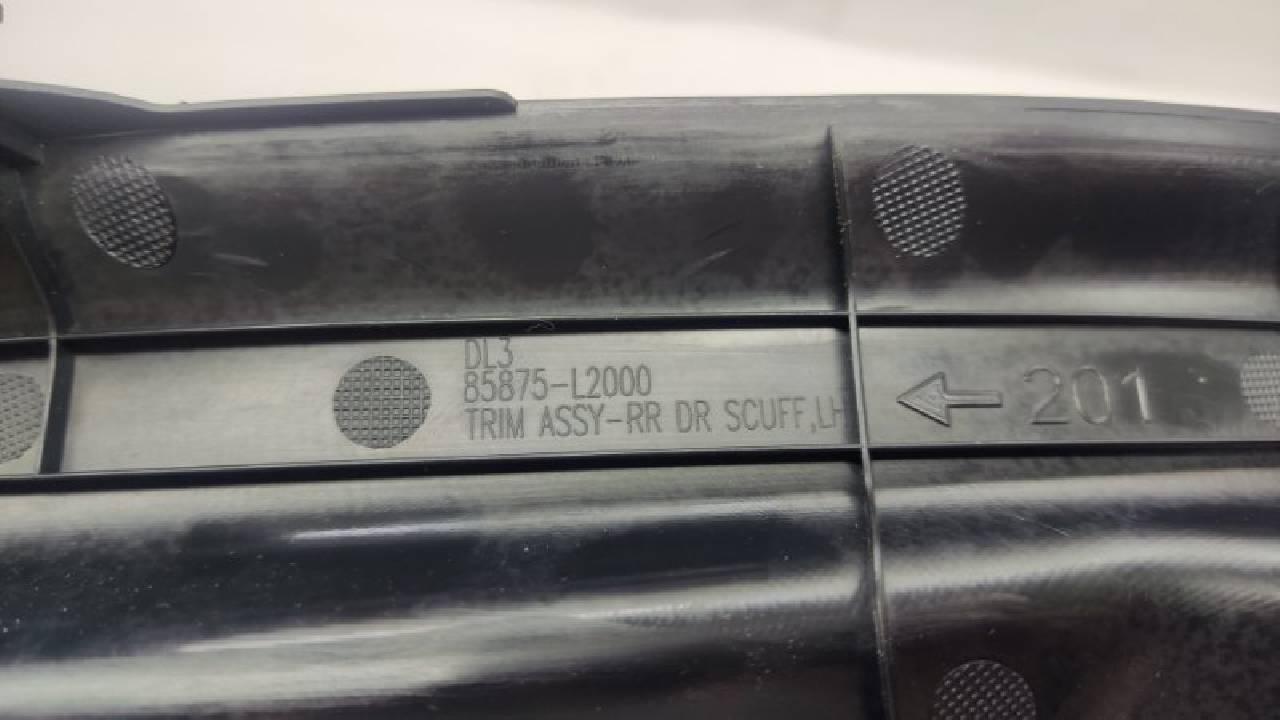 DL3
85875-L2000
TRIM ASSY-RR DR SCUFF,LH
201